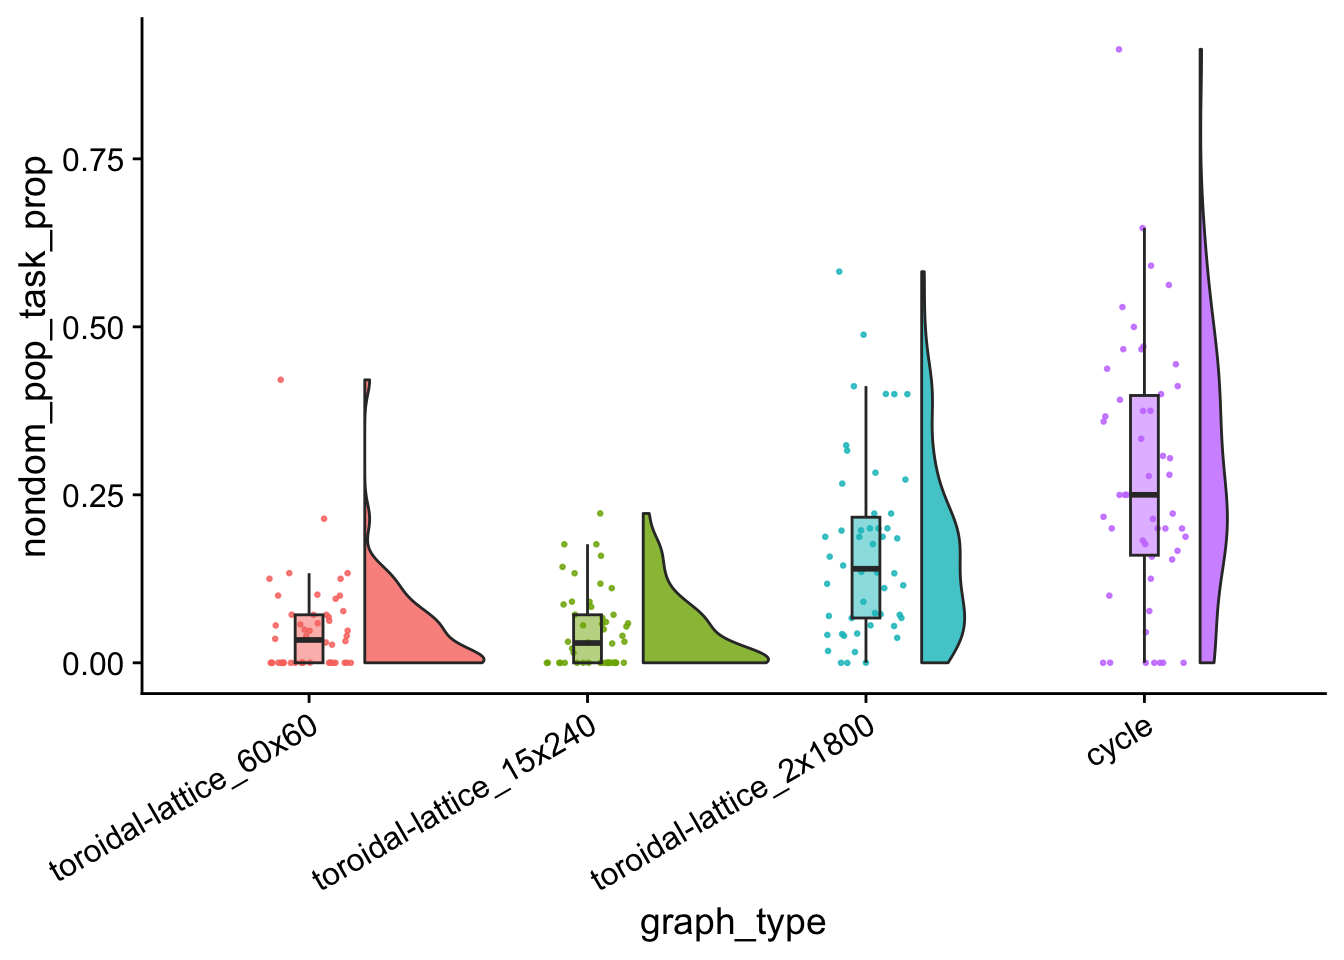 nondom_pop_task_prop
0.75
0.50
0.25
0.00
toroidal-lattice_60x60
toroidal-lattice_15x240
toroidal-lattice_2x1800
cycle
graph_type